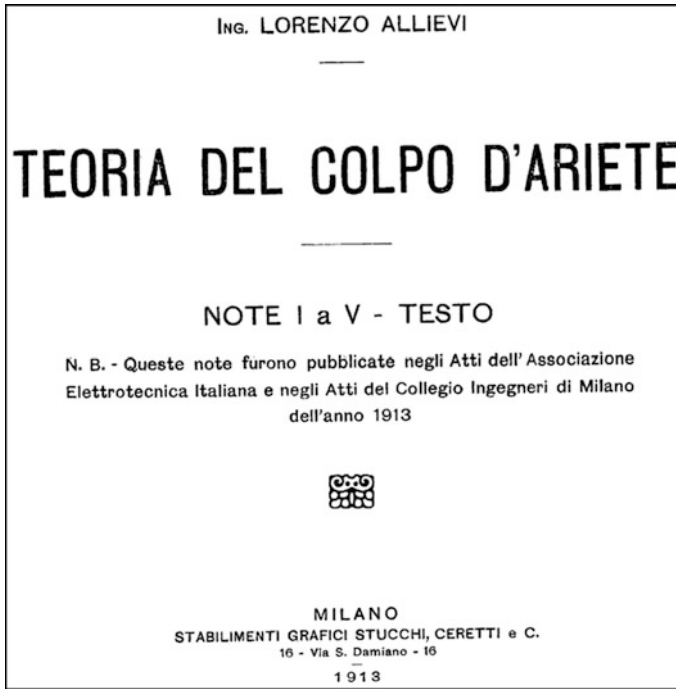 ING. LORENZO ALLIEVI
TEORIA DEL COLPO D'ARIETE
NOTE I a V - TESTO
N. B. - Queste note furono pubblicate negli Atti dell'Associazione
Elettrotecnica Italiana e negli Atti del Collegio Ingegneri di Milano
dell'anno 1913
MILANO
STABILIMENTI GRAFICI STUCCHI, CERETTI e C.
16 - Via S. Damiano - 16
1913